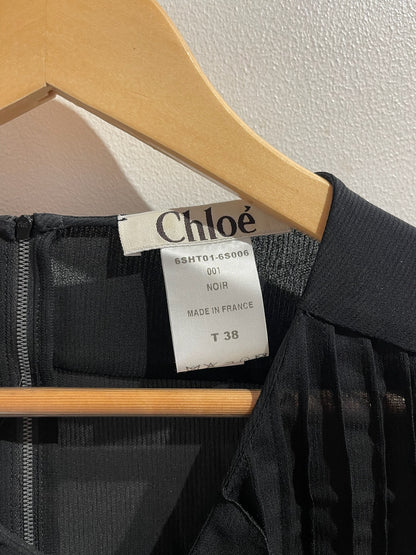 Chloé
6SHT01-6S006
001
NOIR
MADE IN FRANCE
T 38